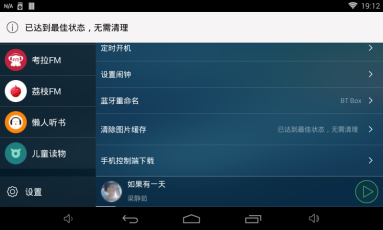 N/A
19:12
已达到最佳状态，无需清理
考拉FM
荔枝FM
懒人听书
儿童读物
设置
定时开机
设置闹钟
蓝牙重命名 BT Box
清除图片缓存 已达到最佳状态，无需清理
手机控制端下载
如果有一天
梁静茹